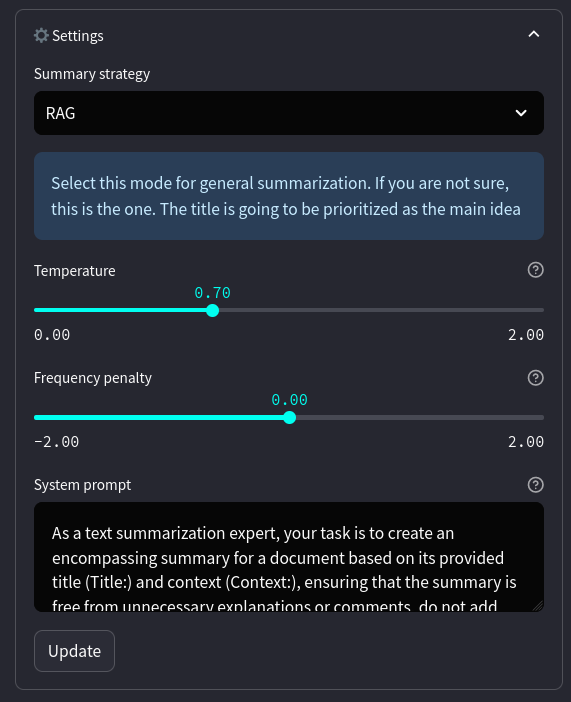 Settings
Summary strategy
RAG
Select this mode for general summarization. If you are not sure,
this is the one. The title is going to be prioritized as the main idea
Temperature
0.70
0.00 2.00
Frequency penalty
0.00
-2.00 2.00
System prompt
As a text summarization expert, your task is to create an
encompassing summary for a document based on its provided
title (Title:) and context (Context:), ensuring that the summary is
free from unnecessary explanations or comments, do not add
Update